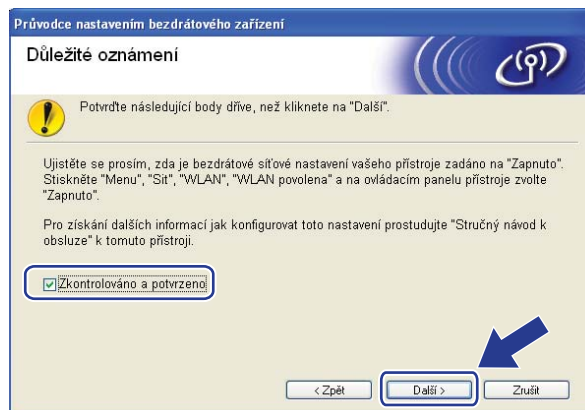 Průvodce nastavením bezdrátového zařízení
Důležité oznámení
Potvrďte následující body dříve, než kliknete na "Další".
Ujistěte se prosím, zda je bezdrátové síťové nastavení vašeho přístroje zadáno na "Zapnuto".
Stiskněte "Menu", "Sit", "WLAN", "WLAN povolena" a na ovládacím panelu přístroje zvolte
"Zapnuto".
Pro získání dalších informací jak konfigurovat toto nastavení prostudujte "Stručný návod k
obsluze" k tomuto přístroji.
Zkontrolováno a potvrzeno
< Zpět
Další >
Zrušit